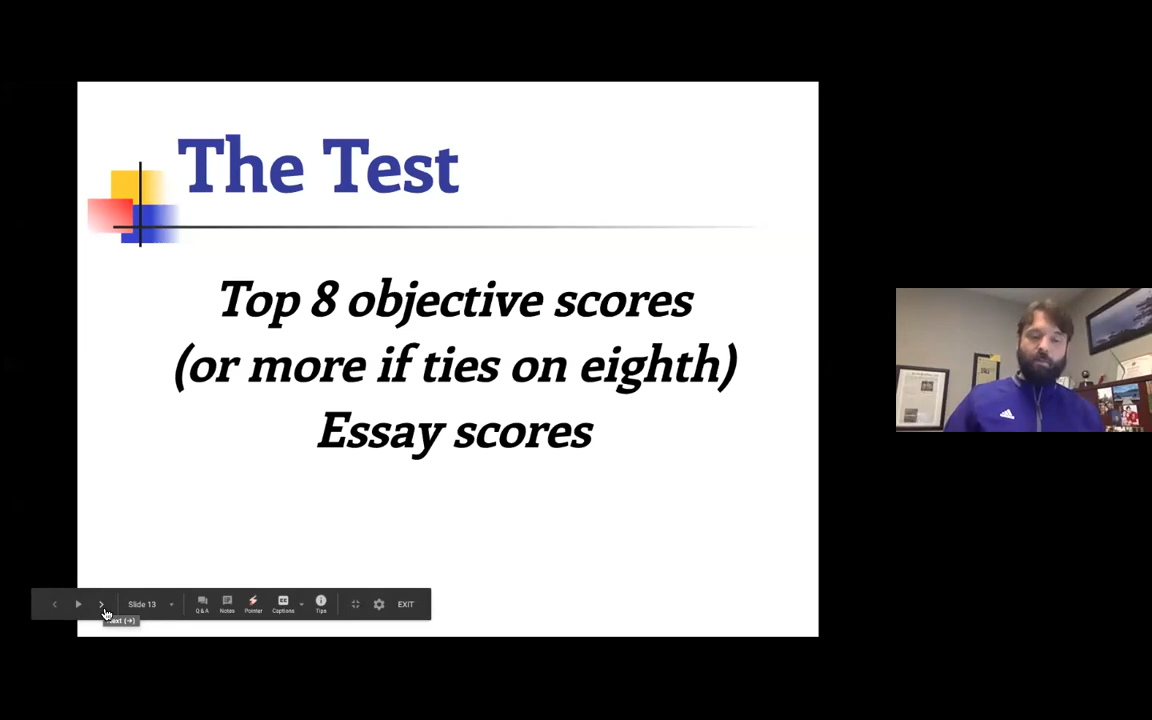 The Test
Top 8 objective scores
(or more if ties on eighth)
Essay scores
Slide 13
Q&A
Notes
Pointer
CC
Captions
Tips
EXIT
Next (→)